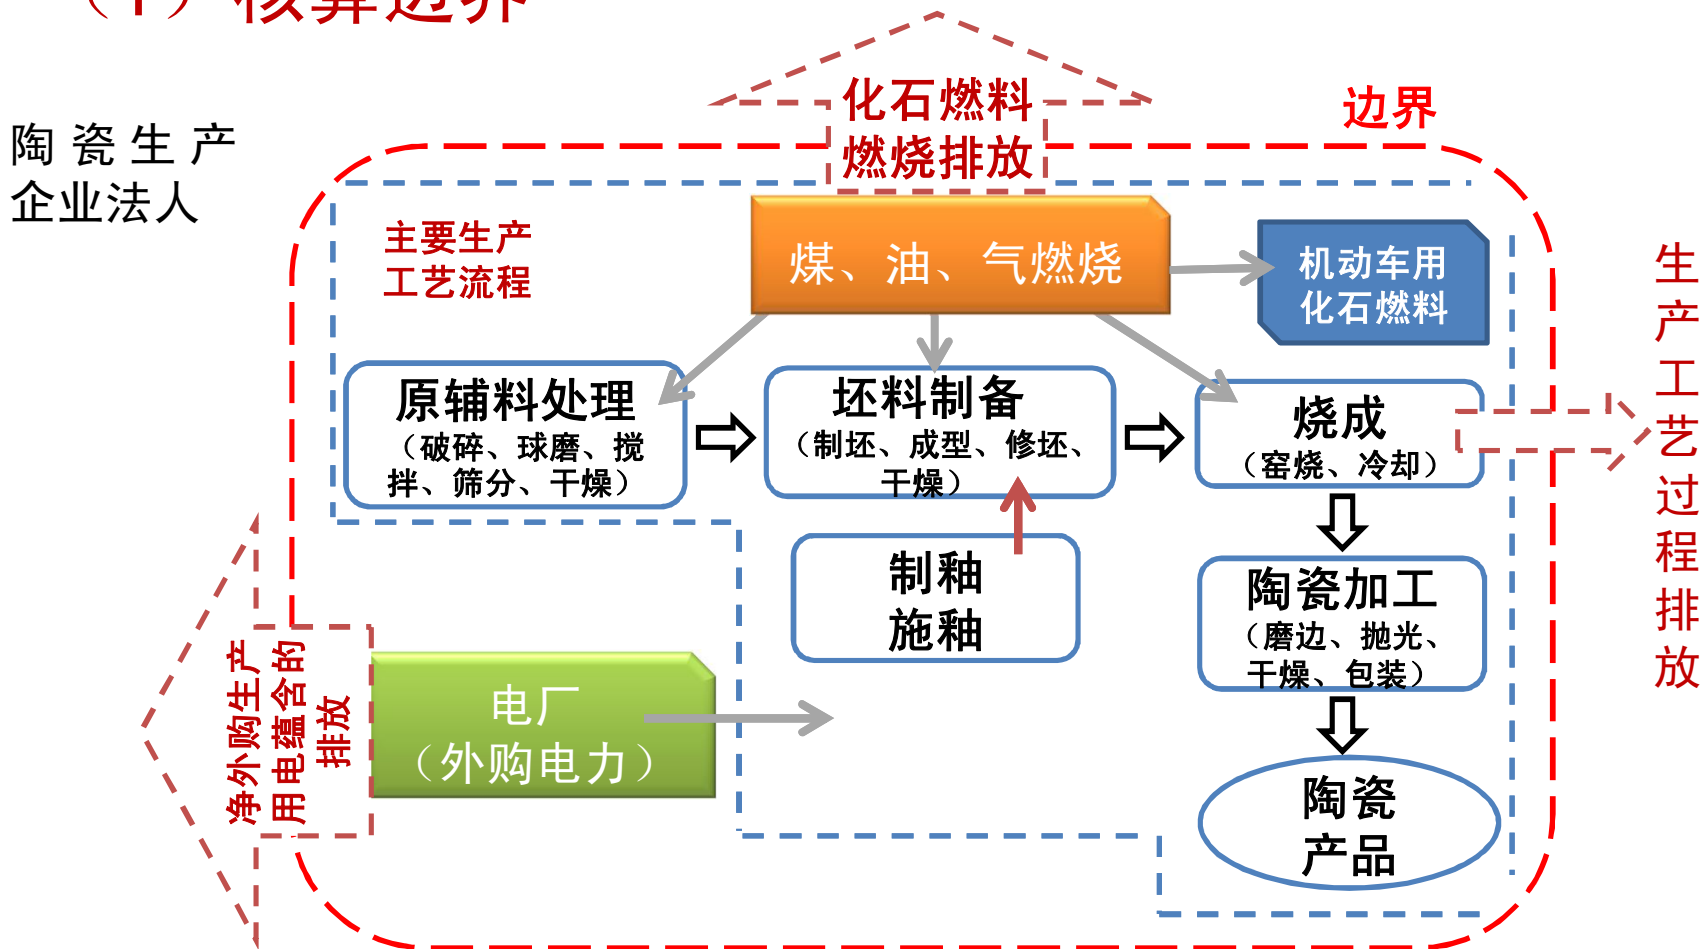 （1）核算边界
陶瓷生产
企业法人
化石燃料
燃烧排放
边界
主要生产
工艺流程
煤、油、气燃烧
机动车用
化石燃料
原辅料处理
（破碎、球磨、搅
拌、筛分、干燥）
坯料制备
（制坯、成型、修坯、
干燥）
烧成
（窑烧、冷却）
制釉
施釉
陶瓷加工
（磨边、抛光、
干燥、包装）
陶瓷
产品
电厂
（外购电力）
净外购生产
用电蕴含的
排放
生产工艺过程排放